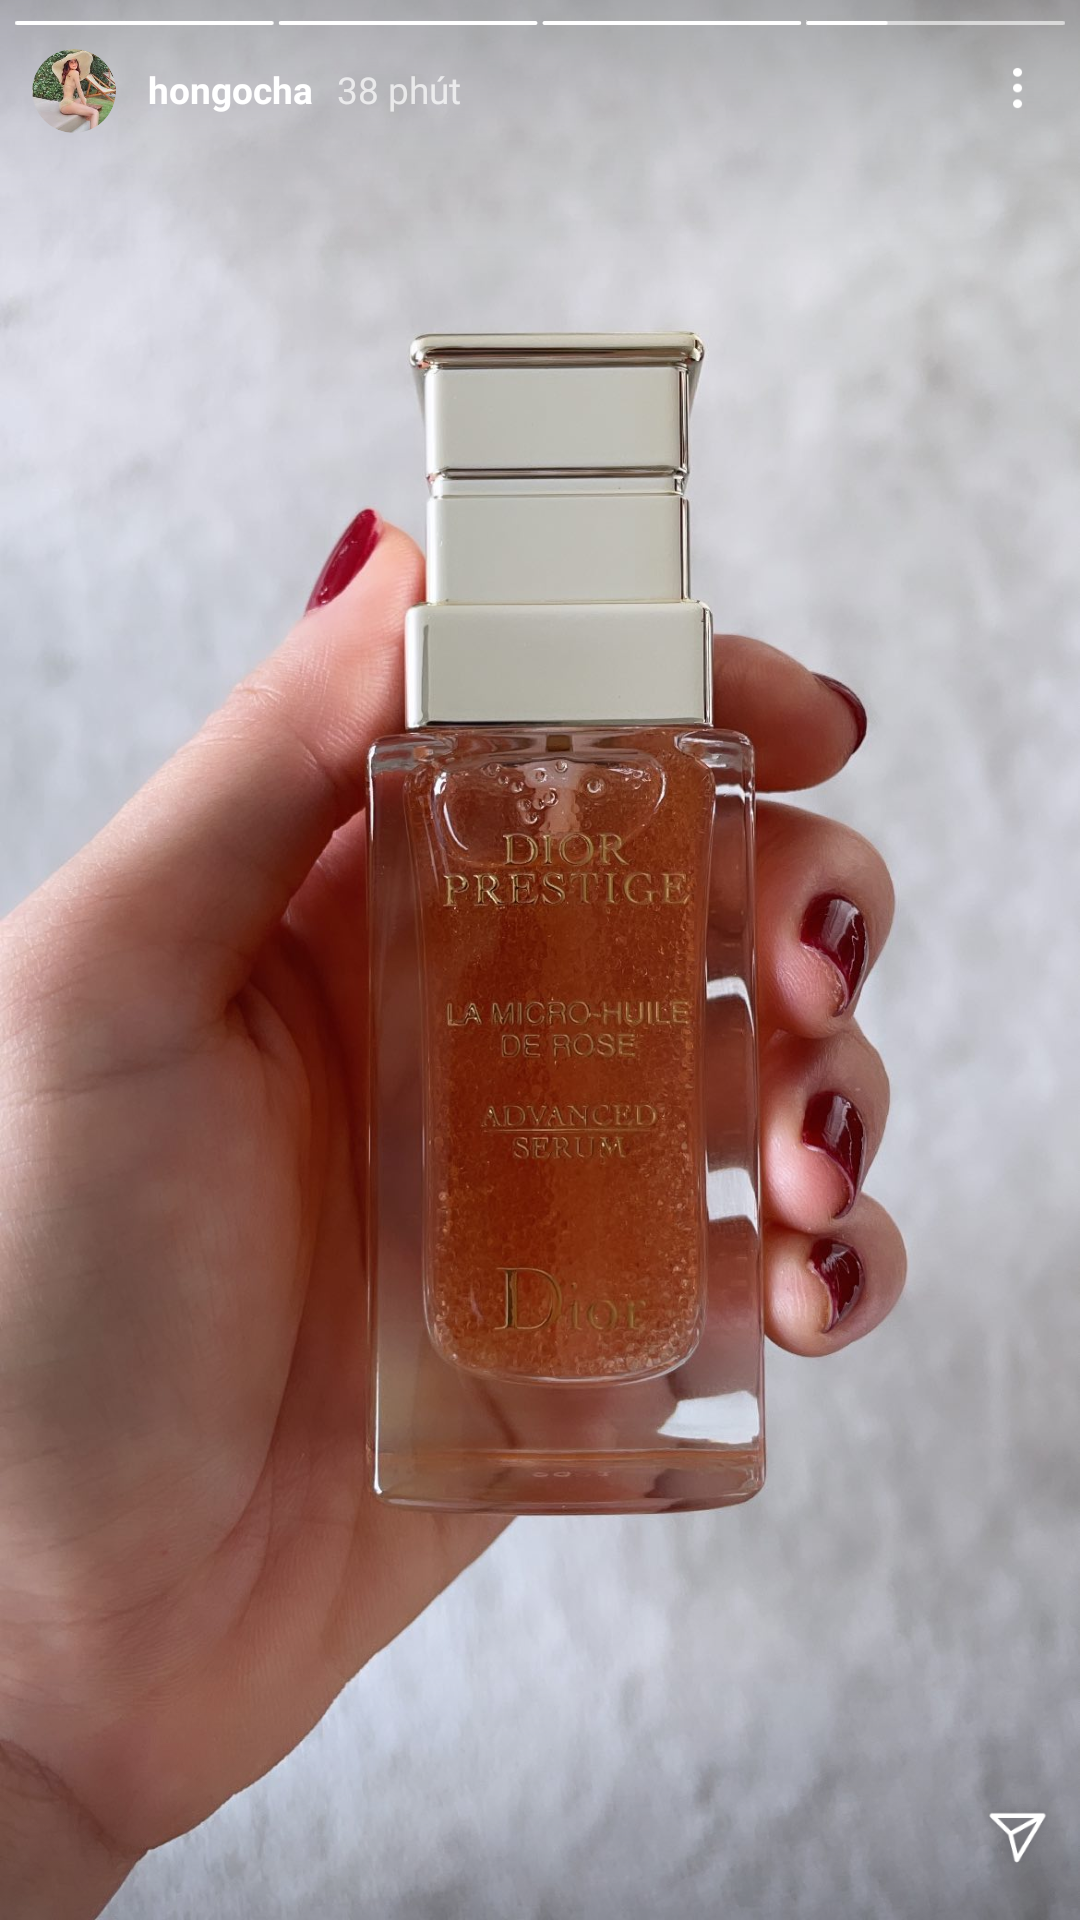 hongocha 38 phút
DIOR
PRESTIGE
LA MICRO-HUILE
DE ROSE
ADVANCED
SERUM
Dior